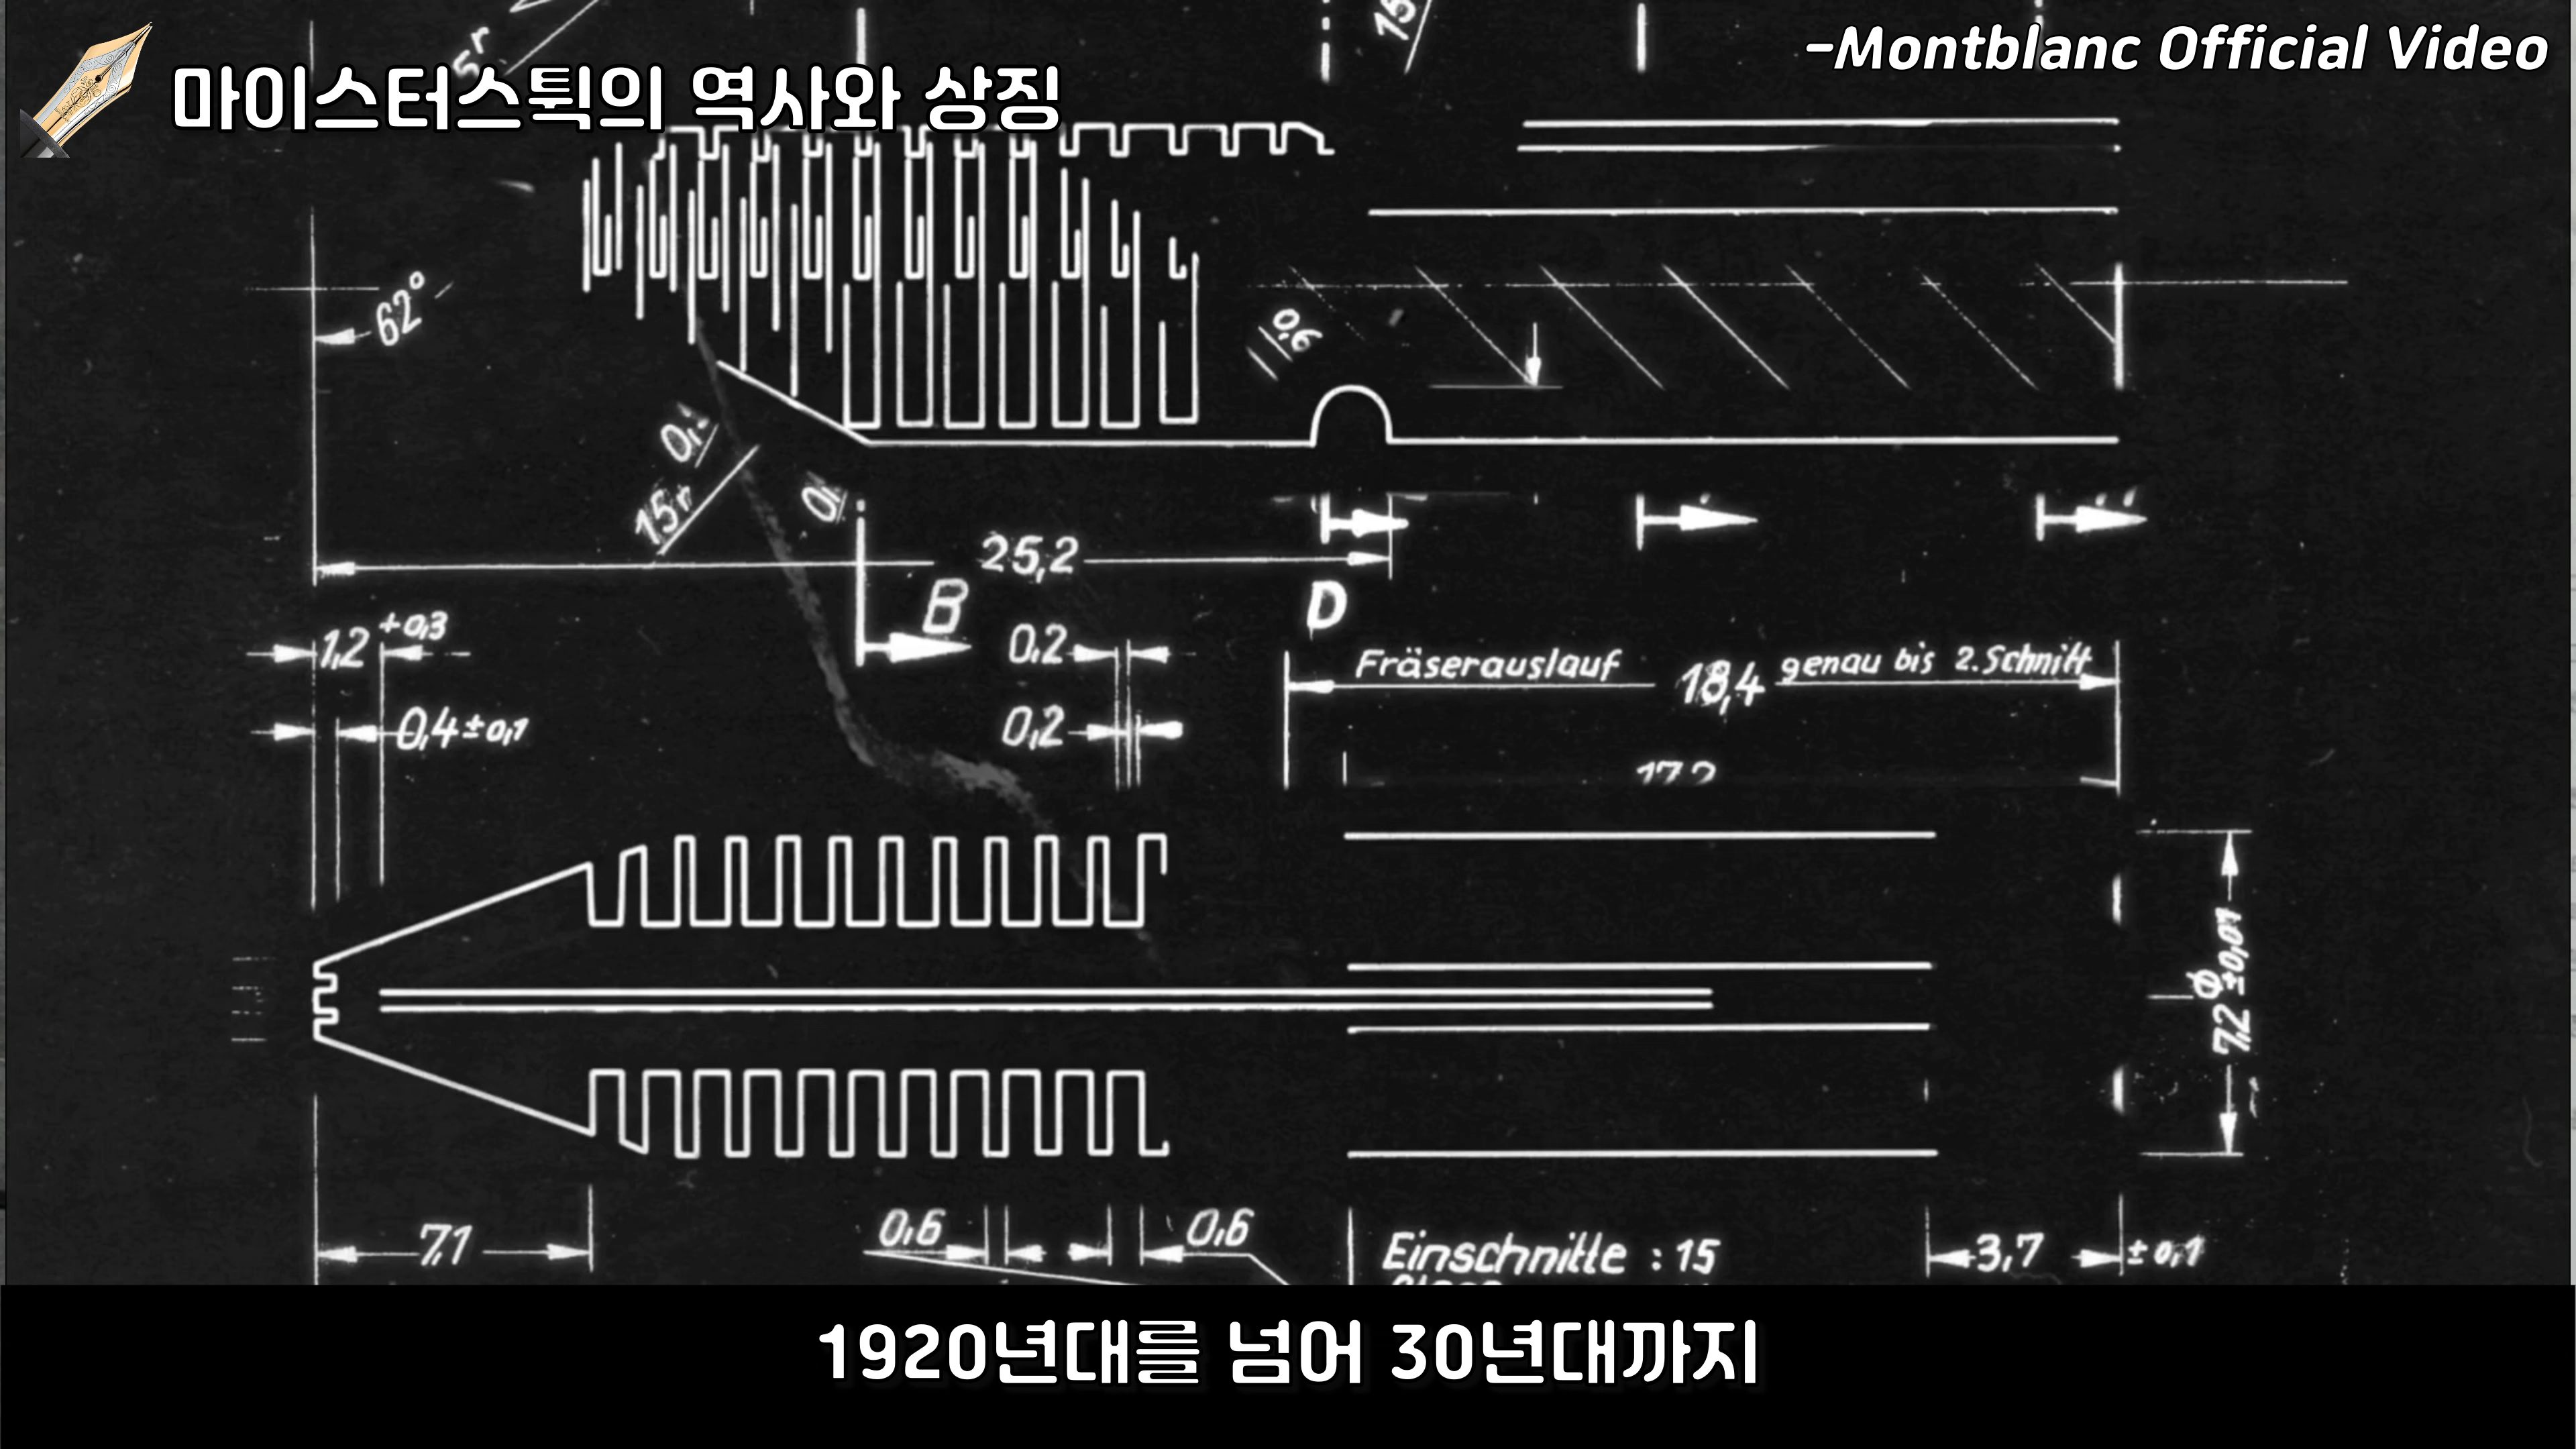 -Montblanc Official Video
마이스터스튁의 역사와 상징
5r
15
62°
0,6
15r
25,2
B
D
1,2 +0,3
0,2
Fräserauslauf 18,4 genau bis 2.Schnitt
0,4±0,1
0,2
7,2 ±0,01
7,1
0,6
0,6
Einschnitte : 15
3,7 ±0,1
1920년대를 넘어 30년대까지